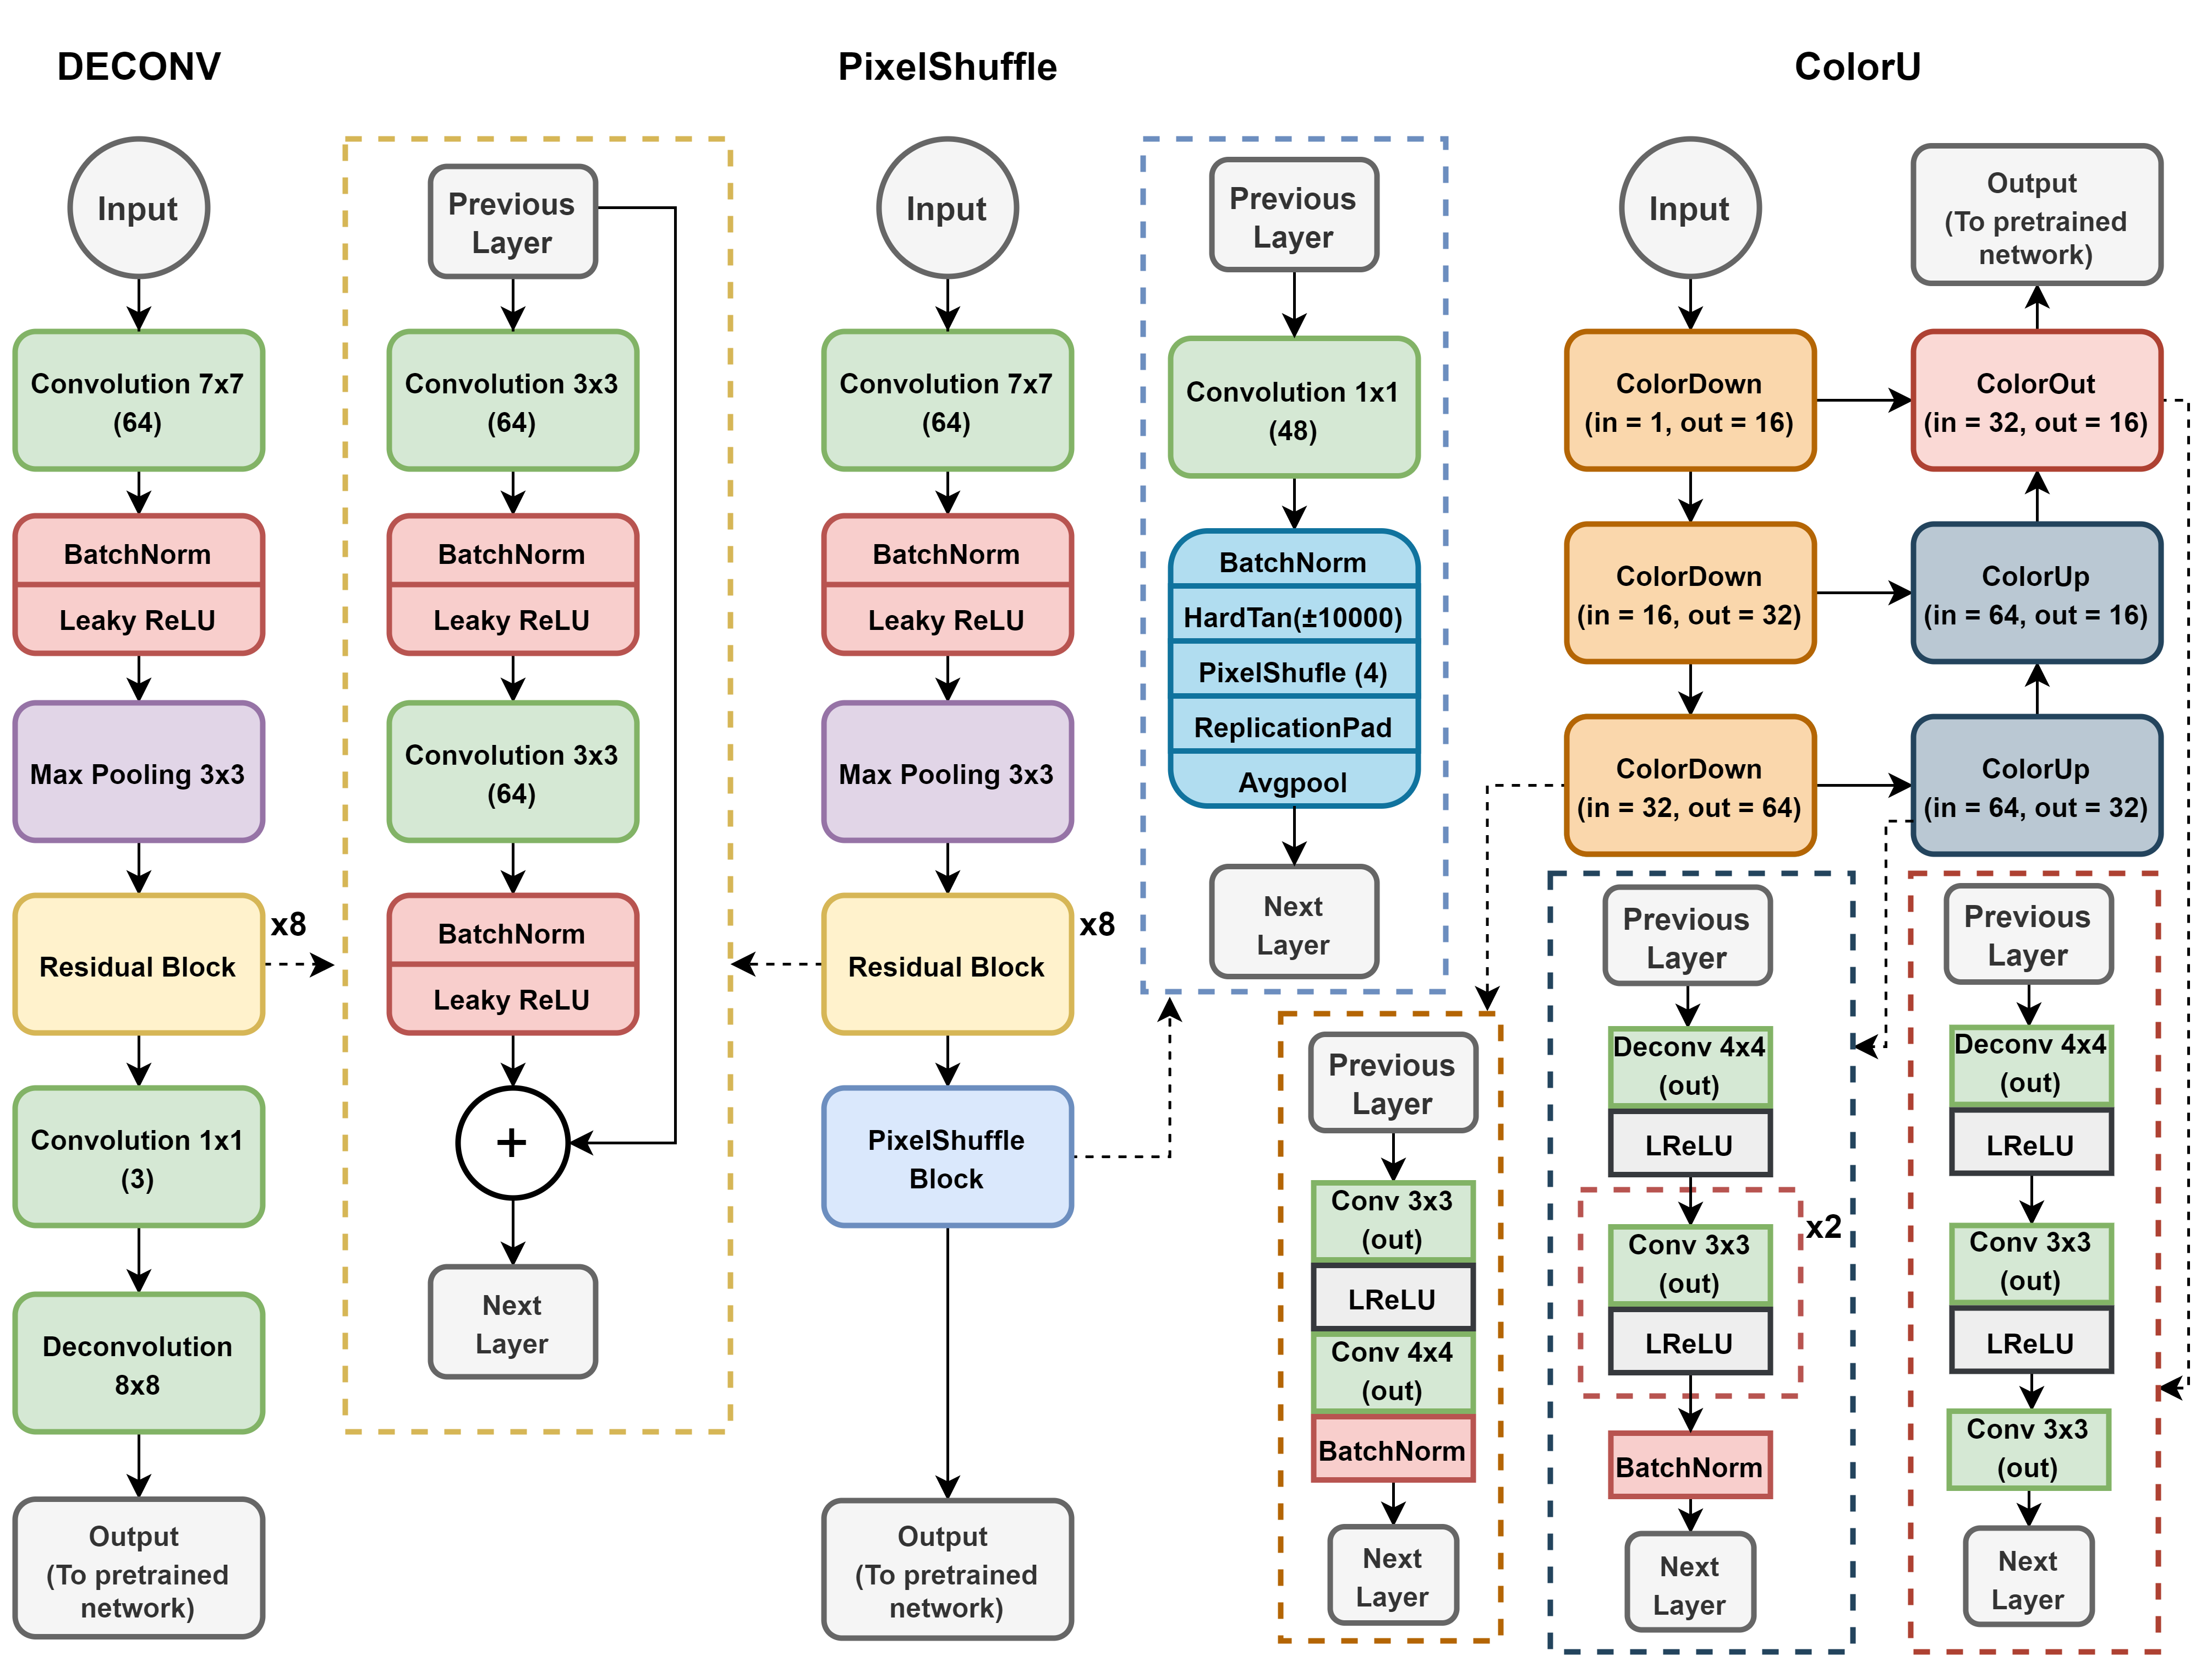 DECONV
Input
Convolution 7x7
(64)
BatchNorm
Leaky ReLU
Max Pooling 3x3
Residual Block
x8
Convolution 1x1
(3)
Deconvolution
8x8
Output
(To pretrained
network)
Previous
Layer
Convolution 3x3
(64)
BatchNorm
Leaky ReLU
Convolution 3x3
(64)
BatchNorm
Leaky ReLU
+
Next
Layer
PixelShuffle
Input
Convolution 7x7
(64)
BatchNorm
Leaky ReLU
Max Pooling 3x3
Residual Block
x8
PixelShuffle
Block
Output
(To pretrained
network)
Previous
Layer
Convolution 1x1
(48)
BatchNorm
HardTan(±10000)
PixelShufle (4)
ReplicationPad
Avgpool
Next
Layer
ColorU
Input
ColorDown
(in = 1, out = 16)
ColorDown
(in = 16, out = 32)
ColorDown
(in = 32, out = 64)
Output
(To pretrained
network)
ColorOut
(in = 32, out = 16)
ColorUp
(in = 64, out = 16)
ColorUp
(in = 64, out = 32)
Previous
Layer
Conv 3x3
(out)
LReLU
Conv 4x4
(out)
BatchNorm
Next
Layer
Previous
Layer
Deconv 4x4
(out)
LReLU
Conv 3x3
(out)
LReLU
x2
BatchNorm
Next
Layer
Previous
Layer
Deconv 4x4
(out)
LReLU
Conv 3x3
(out)
LReLU
Conv 3x3
(out)
Next
Layer